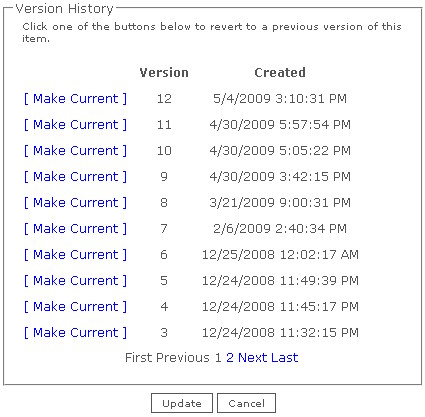 Version History
Click one of the buttons below to revert to a previous version of this
item.
Version Created
[ Make Current ] 12 5/4/2009 3:10:31 PM
[ Make Current ] 11 4/30/2009 5:57:54 PM
[ Make Current ] 10 4/30/2009 5:05:22 PM
[ Make Current ] 9 4/30/2009 3:42:15 PM
[ Make Current ] 8 3/21/2009 9:00:31 PM
[ Make Current ] 7 2/6/2009 2:40:34 PM
[ Make Current ] 6 12/25/2008 12:02:17 AM
[ Make Current ] 5 12/24/2008 11:49:39 PM
[ Make Current ] 4 12/24/2008 11:45:17 PM
[ Make Current ] 3 12/24/2008 11:32:15 PM
First Previous 1 2 Next Last
Update Cancel